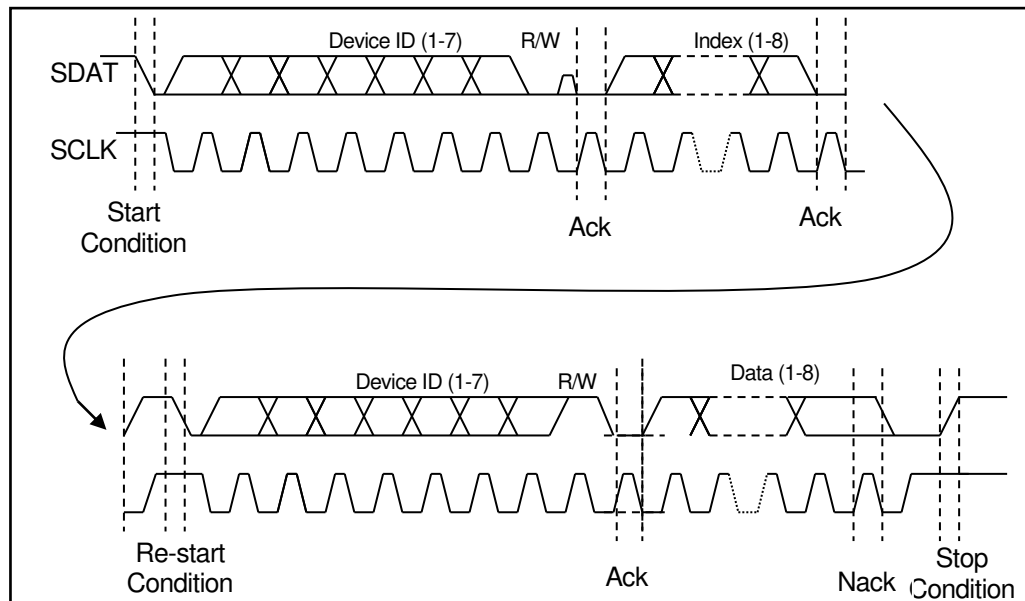 Device ID (1-7)
R/W
Index (1-8)
SDAT
SCLK
Start
Condition
Ack
Ack
Device ID (1-7)
R/W
Data (1-8)
Re-start
Condition
Ack
Nack
Stop
Condition